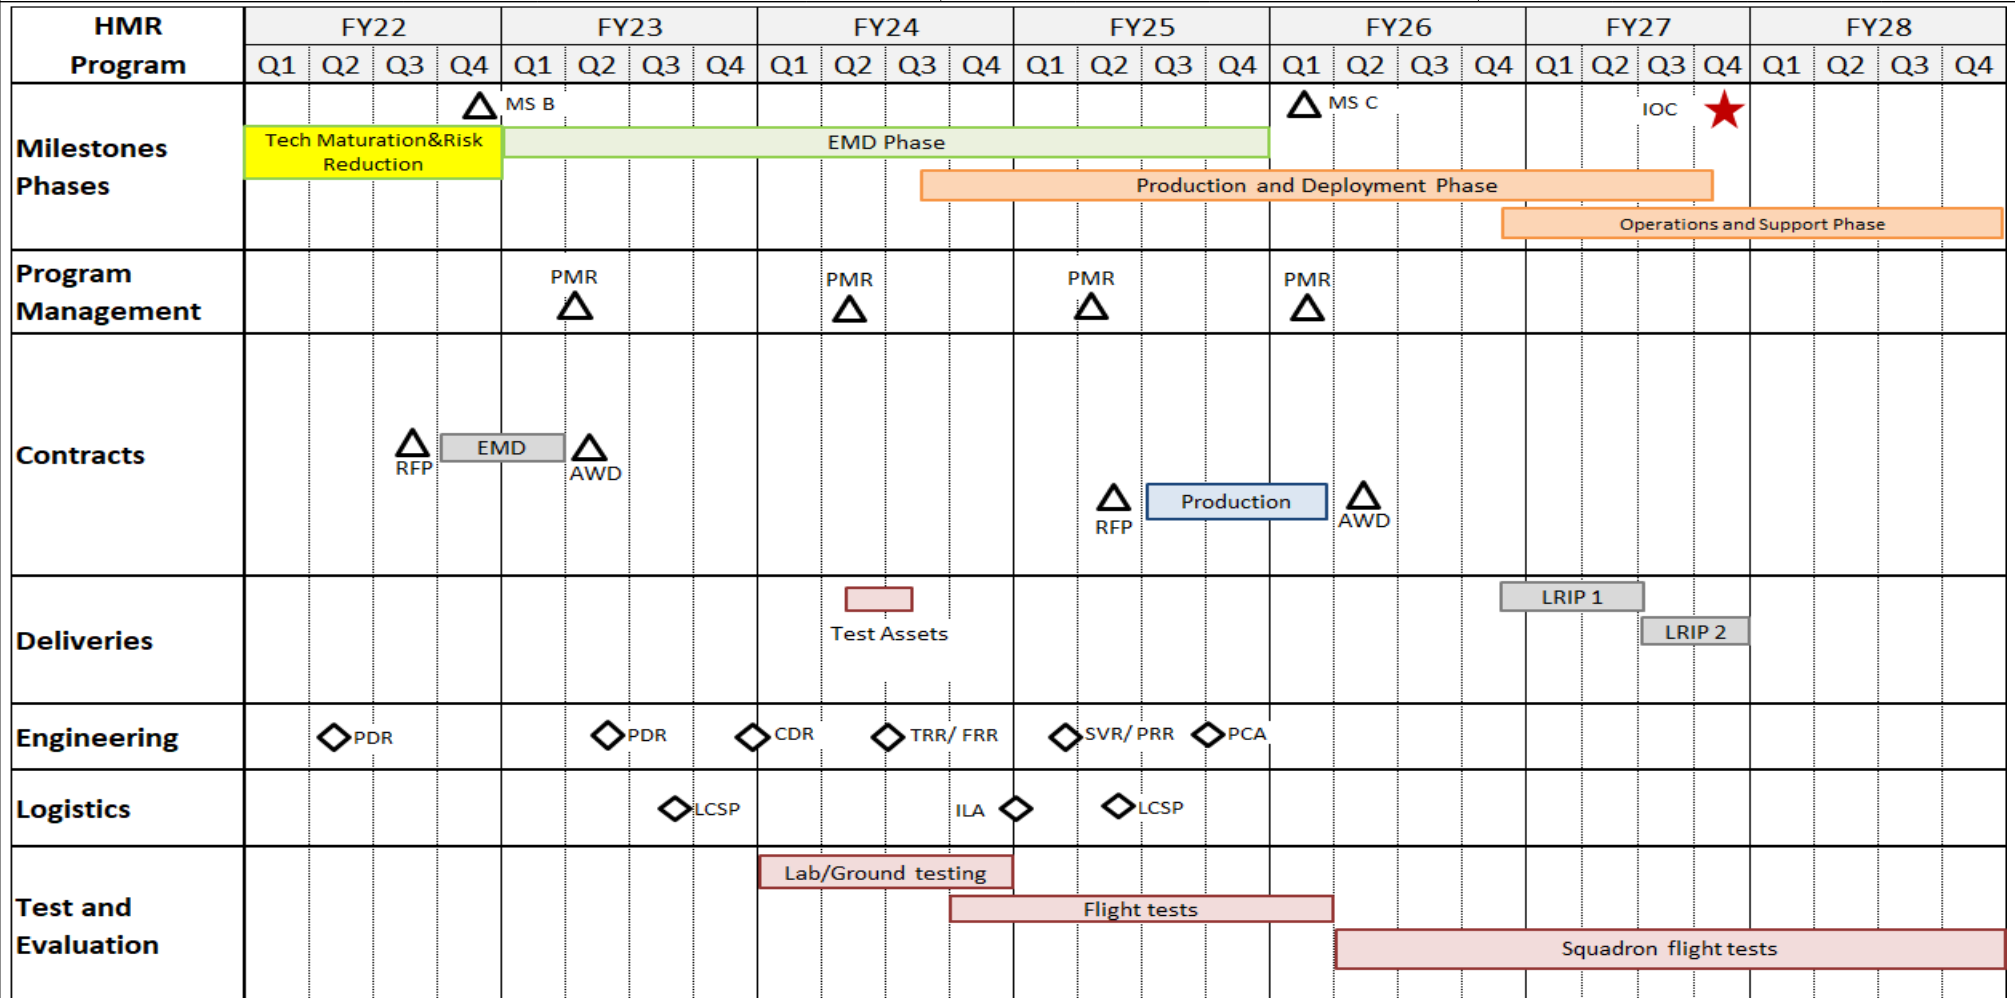 HMR
Program
FY22 FY23 FY24 FY25 FY26 FY27 FY28
Q1 Q2 Q3 Q4 Q1 Q2 Q3 Q4 Q1 Q2 Q3 Q4 Q1 Q2 Q3 Q4 Q1 Q2 Q3 Q4 Q1 Q2 Q3 Q4 Q1 Q2 Q3 Q4
Milestones
Phases
MS B
MS C
IOC
Tech Maturation&Risk
Reduction
EMD Phase
Production and Deployment Phase
Operations and Support Phase
Program
Management
PMR PMR PMR PMR
Contracts
RFP
EMD
AWD
RFP
Production
AWD
Deliveries
Test Assets
LRIP 1
LRIP 2
Engineering
PDR PDR CDR TRR/ FRR SVR/ PRR PCA
Logistics
LCSP ILA LCSP
Test and
Evaluation
Lab/Ground testing
Flight tests
Squadron flight tests